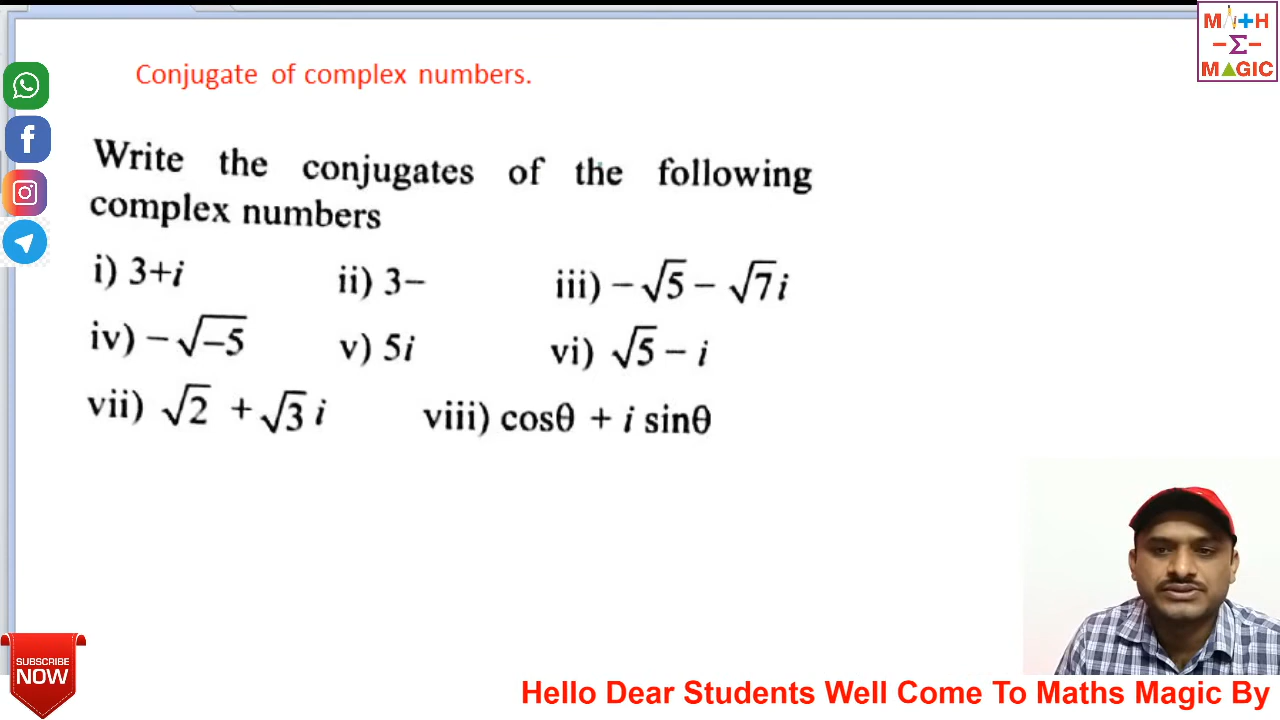 MATH
-Σ-
MAGIC
Conjugate of complex numbers.
Write the conjugates of the following
complex numbers
i) 3+i ii) 3− iii) −√5 − √7i
iv) −√−5 v) 5i vi) √5 − i
vii) √2 + √3 i viii) cosθ + i sinθ
SUBSCRIBE
NOW
Hello Dear Students Well Come To Maths Magic By